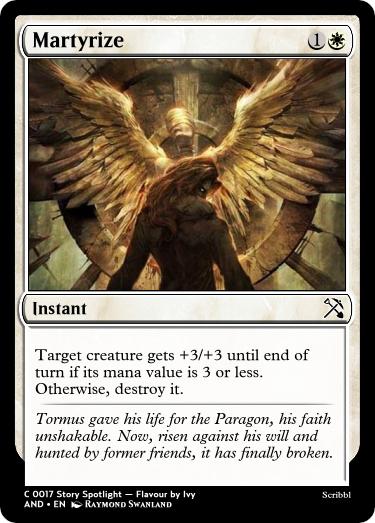 Martyrize 1
Instant
Target creature gets +3/+3 until end of
turn if its mana value is 3 or less.
Otherwise, destroy it.
Tormus gave his life for the Paragon, his faith
unshakable. Now, risen against his will and
hunted by former friends, it has finally broken.
C 0017 Story Spotlight — Flavour by Ivy
AND • EN Raymond Swanland Scribbl